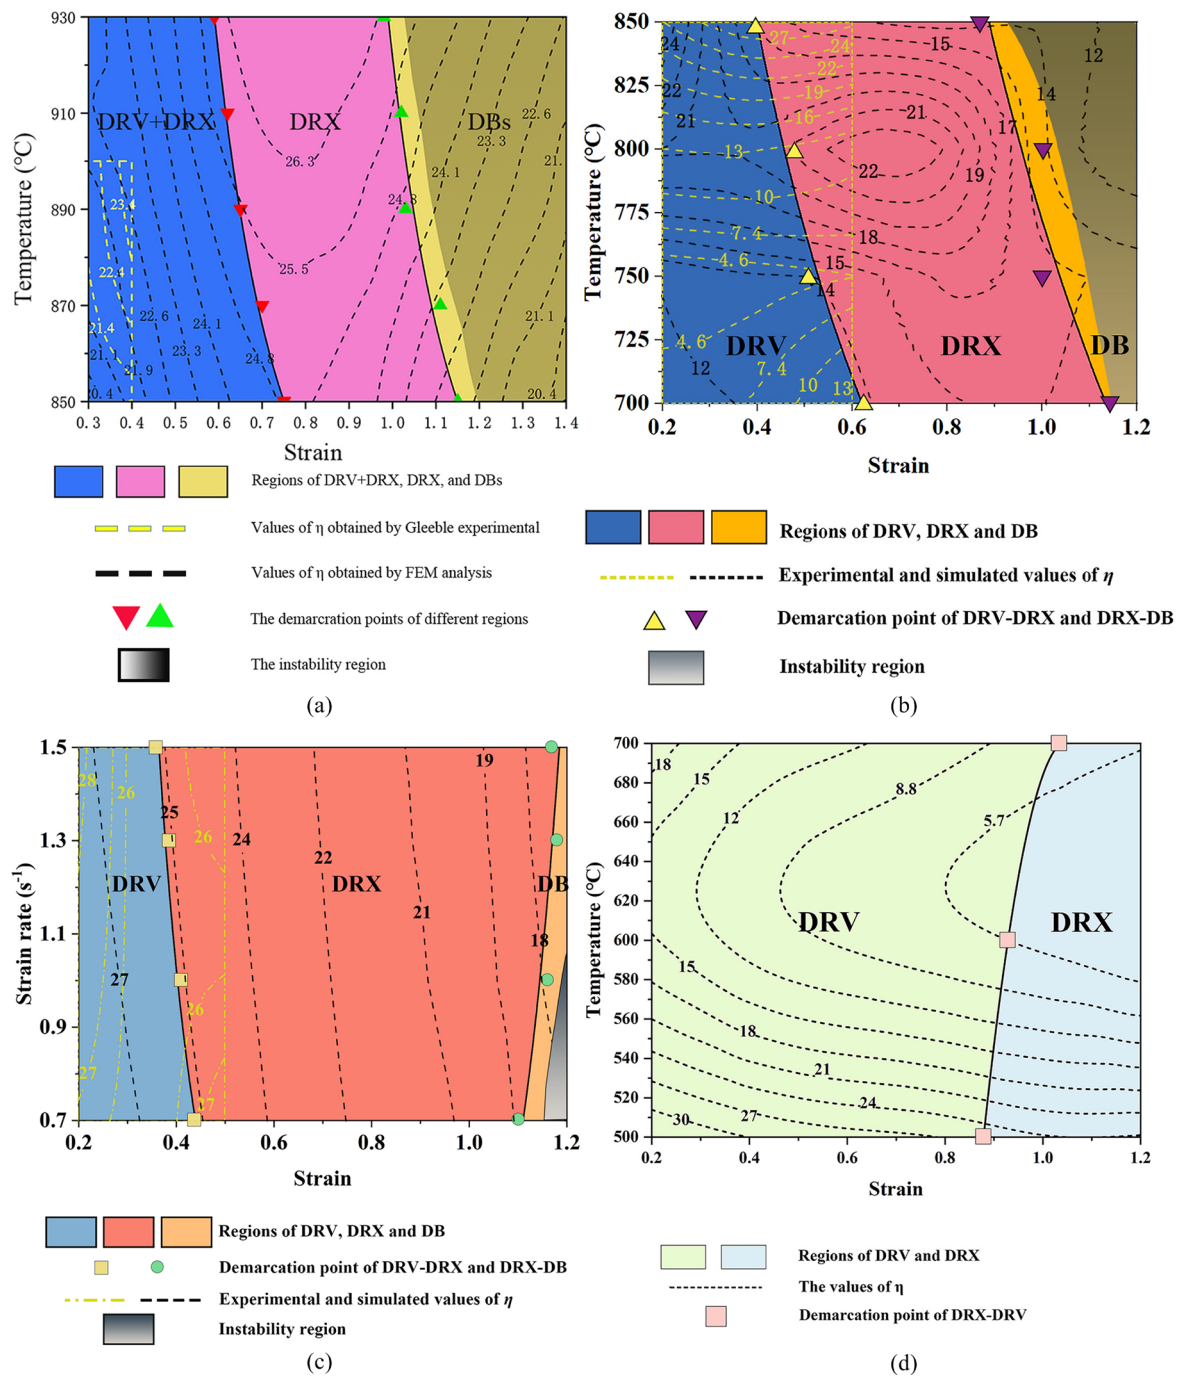 930
910
890
870
850
Temperature (℃)
DRV+DRX
DRX
DBs
22.6
23.3
21.
24.1
26.3
24.8
23.4
25.5
22.4
22.6
24.1
21.4
23.3
24.8
21.1
21.1
21.9
20.4
20.4
0.3 0.4 0.5 0.6 0.7 0.8 0.9 1.0 1.1 1.2 1.3 1.4
Strain
Regions of DRV+DRX, DRX, and DBs
Values of η obtained by Gleeble experimental
Values of η obtained by FEM analysis
The demarcration points of different regions
The instability region
(a)
850
825
800
775
750
725
700
Temperature (℃)
24
27
24
15
12
22
22
19
14
21
16
21
17
13
22
19
10
7.4
18
4.6
15
14
4.6
DRV
DRX
DB
12
7.4
10
13
0.2 0.4 0.6 0.8 1.0 1.2
Strain
Regions of DRV, DRX and DB
Experimental and simulated values of η
Demarcation point of DRV-DRX and DRX-DB
Instability region
(b)
1.5
1.3
1.1
0.9
0.7
Strain rate (s-1)
28
26
19
25
26
24
22
DRV
DRX
DB
21
18
27
26
27
27
0.2 0.4 0.6 0.8 1.0 1.2
Strain
Regions of DRV, DRX and DB
Demarcation point of DRV-DRX and DRX-DB
Experimental and simulated values of η
Instability region
(c)
700
680
660
640
620
600
580
560
540
520
500
Temperature (℃)
18
15
8.8
12
5.7
DRV
DRX
15
18
21
24
27
30
0.2 0.4 0.6 0.8 1.0 1.2
Strain
Regions of DRV and DRX
The values of η
Demarcation point of DRX-DRV
(d)